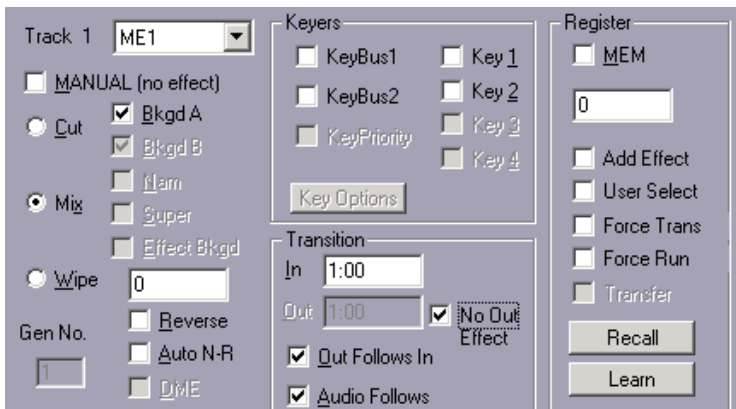 Track 1 ME1
MANUAL (no effect)
Cut
Bkgd A
Bkgd B
Nam
Mix
Super
Effect Bkgd
Wipe
0
Reverse
Gen No.
Auto N-R
1
DME
Keyers
KeyBus1
Key 1
KeyBus2
Key 2
KeyPriority
Key 3
Key 4
Key Options
Transition
In 1:00
Out 1:00
No Out
Effect
Out Follows In
Audio Follows
Register
MEM
0
Add Effect
User Select
Force Trans
Force Run
Transfer
Recall
Learn